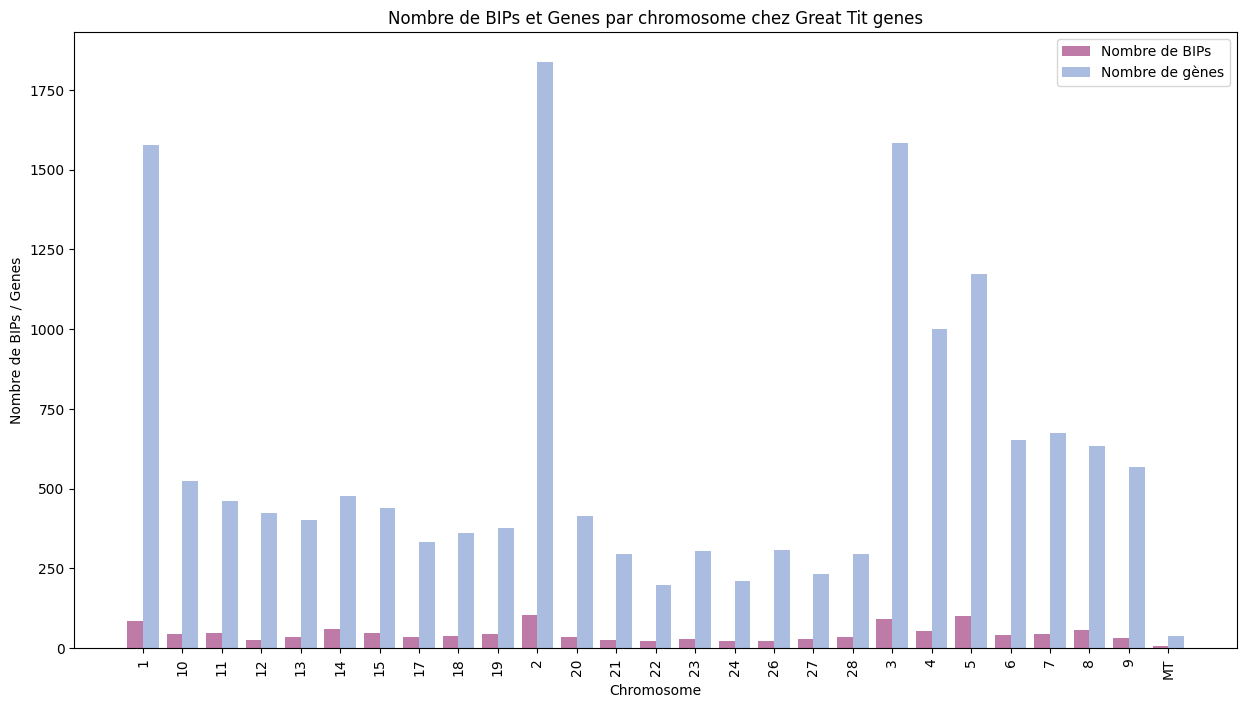 Nombre de BIPs et Genes par chromosome chez Great Tit genes
Nombre de BIPs
Nombre de gènes
Nombre de BIPs / Genes
1750
1500
1250
1000
750
500
250
0
1 10 11 12 13 14 15 17 18 19 2 20 21 22 23 24 26 27 28 3 4 5 6 7 8 9 MT
Chromosome